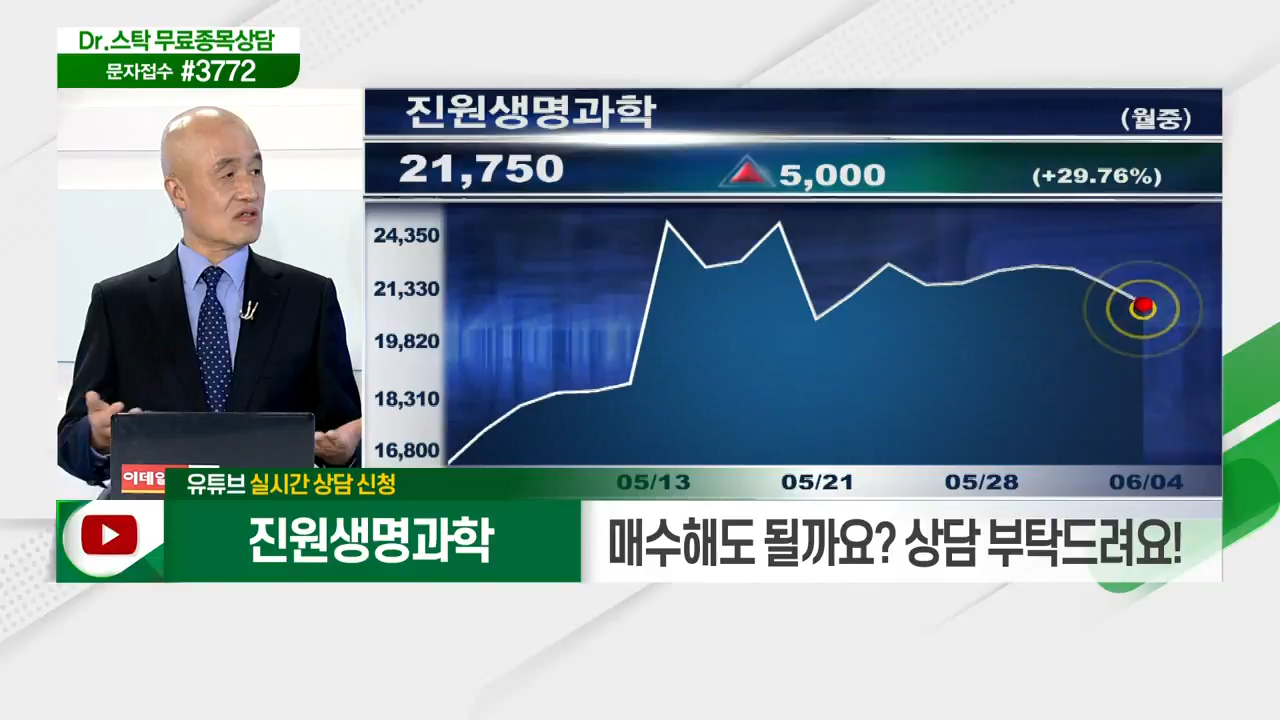 Dr.스탁 무료종목상담
문자접수 #3772
진원생명과학
(월중)
21,750
5,000
(+29.76%)
24,350
21,330
19,820
18,310
16,800
05/13
05/21
05/28
06/04
이데일
유튜브 실시간 상담 신청
진원생명과학
매수해도 될까요? 상담 부탁드려요!